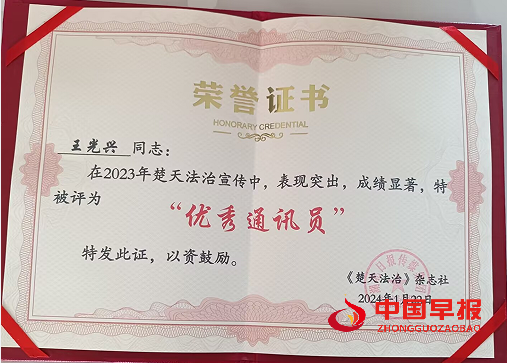 荣誉证书
HONORARY CREDENTIAL
王光兴 同志：
在2023年楚天法治宣传中，表现突出，成绩显著，特
被评为
“优秀通讯员”
特发此证，以资鼓励。
《楚天法治》杂志社
2024年1月22日
中国早报
ZHONGGUOZAOBAO